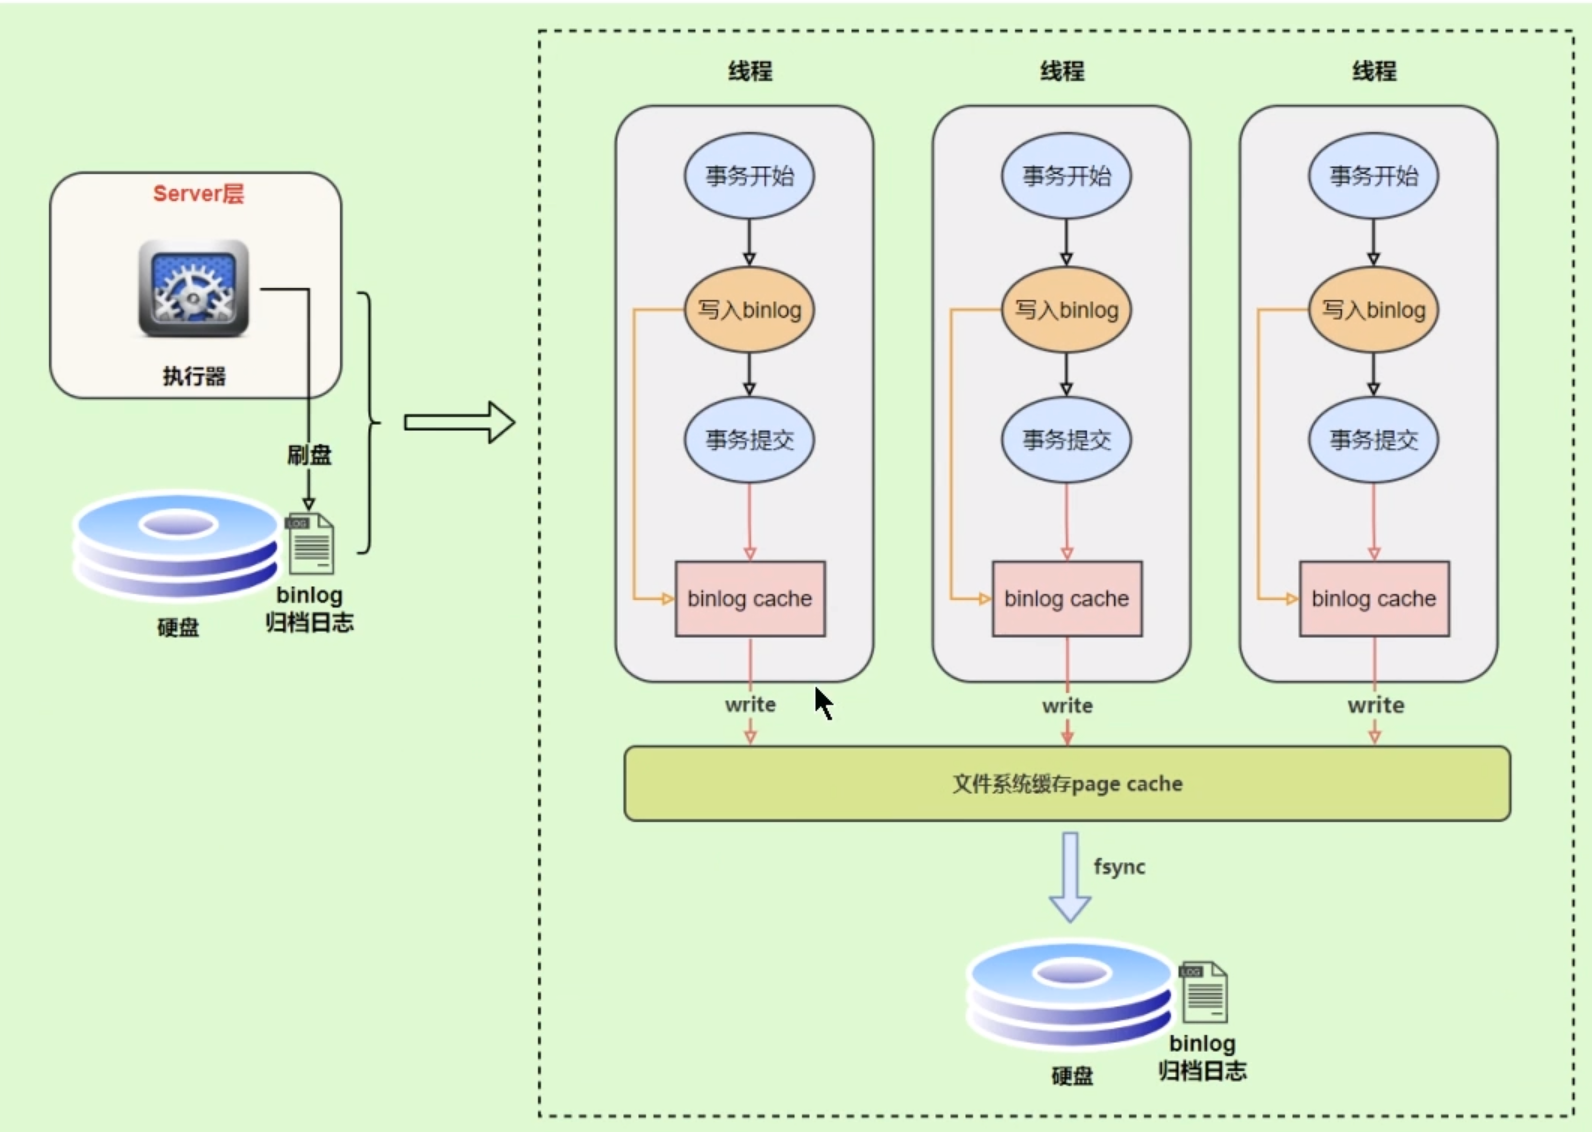 Server层
执行器
刷盘
LOG
binlog
归档日志
硬盘
线程
线程
线程
事务开始
事务开始
事务开始
写入binlog
写入binlog
写入binlog
事务提交
事务提交
事务提交
binlog cache
binlog cache
binlog cache
write
write
write
文件系统缓存page cache
fsync
LOG
binlog
归档日志
硬盘